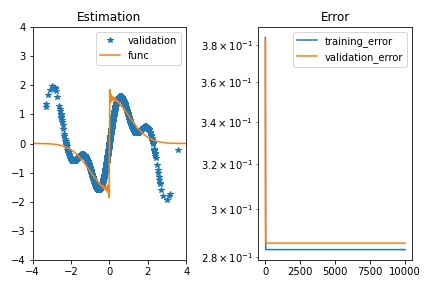 Estimation
validation
func
4
3
2
1
0
−1
−2
−3
−4
−4
−2
0
2
4
Error
training_error
validation_error
3.8 × 10⁻¹
3.6 × 10⁻¹
3.4 × 10⁻¹
3.2 × 10⁻¹
3 × 10⁻¹
2.8 × 10⁻¹
0
2500
5000
7500
10000